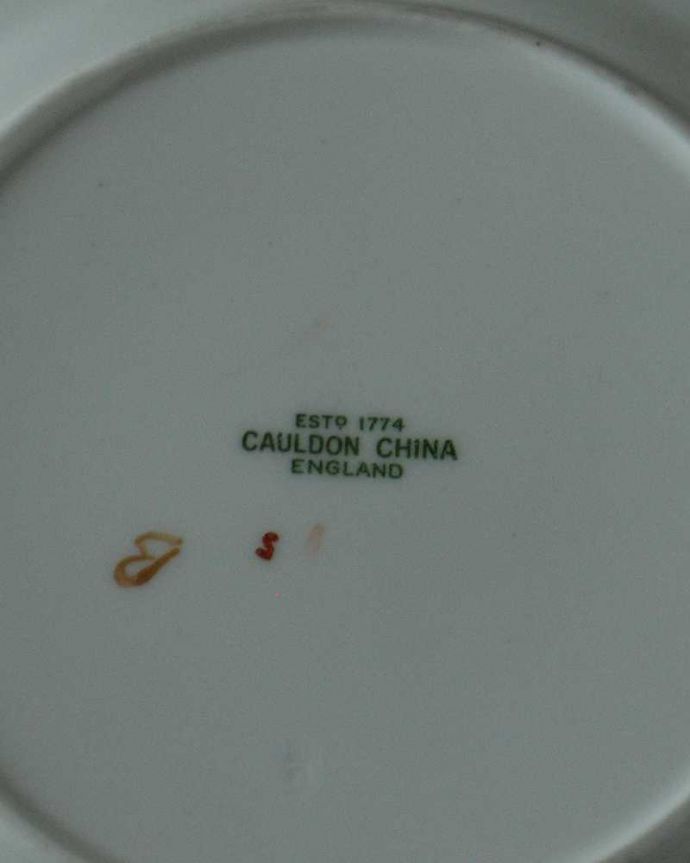 ESTD 1774
CAULDON CHINA
ENGLAND
S